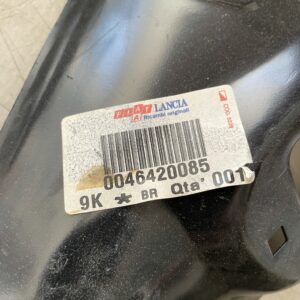 FIAT LANCIA
Ricambi originali
0046420085
9K * BR Qta' 001